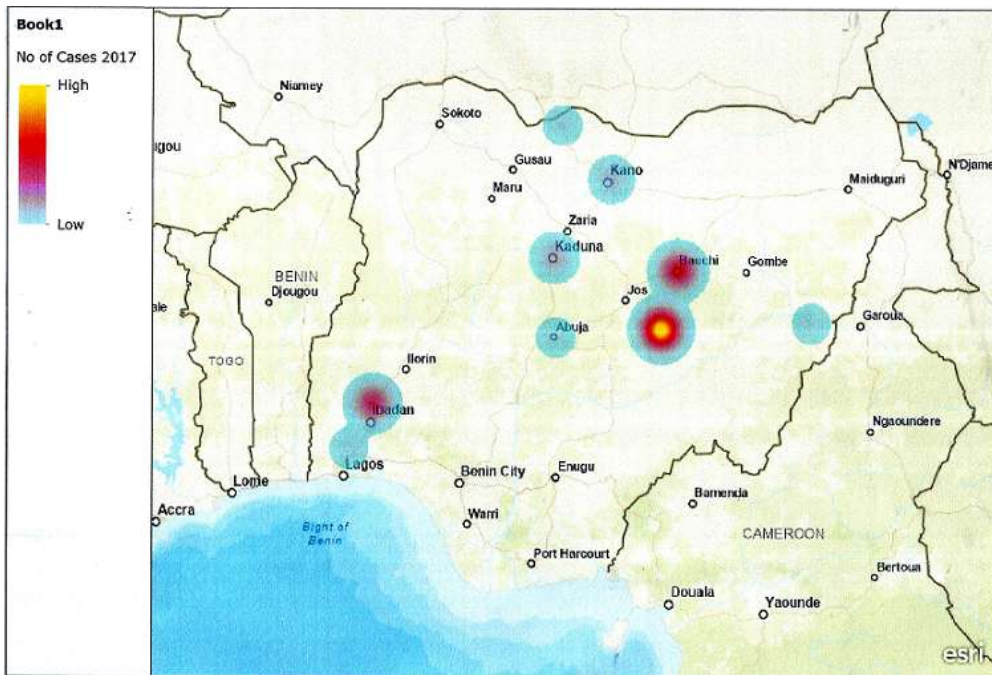 Book1
No of Cases 2017
High
Low
Niamey
Sokoto
igou
Gusau
Kano
N'Djame
Maru
Maiduguri
Zaria
Kaduna
Bauchi
Gombe
BENIN
Djougou
Jos
ale
Garoua
Abuja
TOGO
Ilorin
Ibadan
Ngaoundere
Lagos
Benin City
Enugu
Lome
Bamenda
Accra
Warri
Bight of
Benin
CAMEROON
Port Harcourt
Bertoua
Douala
Yaounde
esri